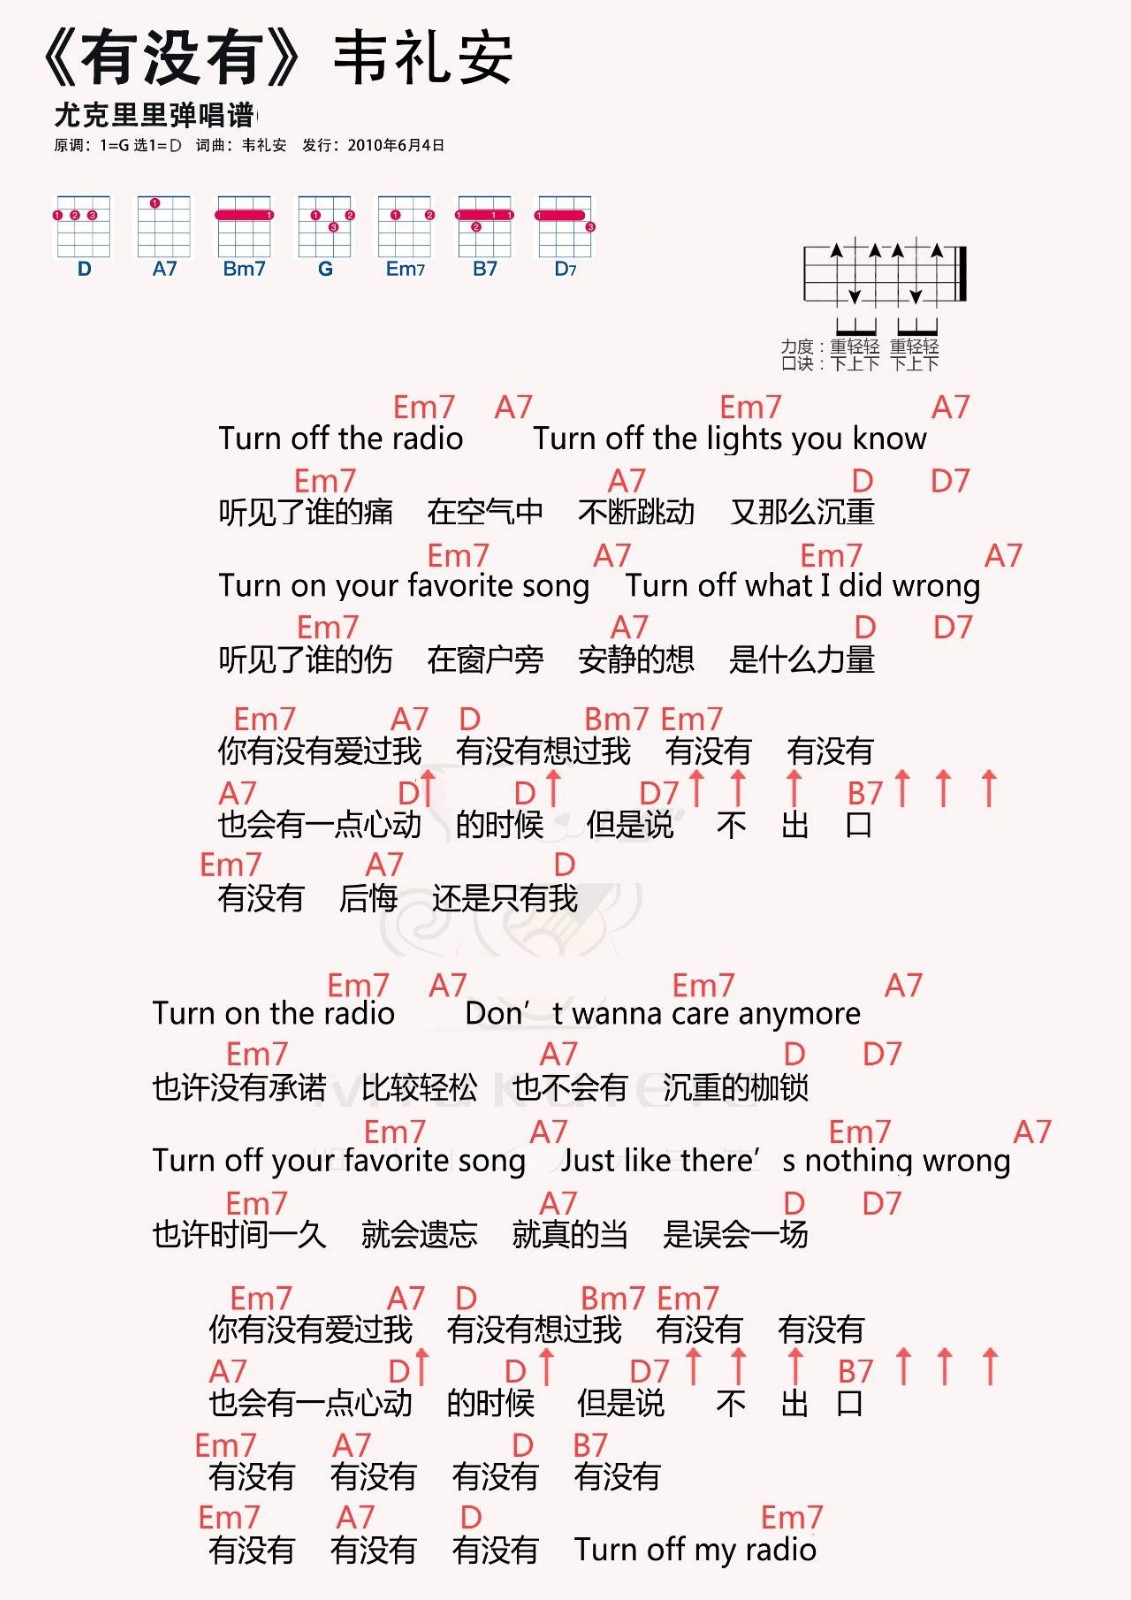 《有没有》韦礼安
尤克里里弹唱谱
原调：1=G 选1=D 词曲：韦礼安 发行：2010年6月4日
D A7 Bm7 G Em7 B7 D7
力度：重轻轻 重轻轻
口诀：下上下 下上下
Em7 A7 Em7 A7
Turn off the radio Turn off the lights you know
Em7 A7 D D7
听见了谁的痛 在空气中 不断跳动 又那么沉重
Em7 A7 Em7 A7
Turn on your favorite song Turn off what I did wrong
Em7 A7 D D7
听见了谁的伤 在窗户旁 安静的想 是什么力量
Em7 A7 D Bm7 Em7
你有没有爱过我 有没有想过我 有没有 有没有
A7 D↑ D↑ D7↑ ↑ ↑ B7↑ ↑ ↑
也会有一点心动 的时候 但是说 不 出 口
Em7 A7 D
有没有 后悔 还是只有我
Em7 A7 Em7 A7
Turn on the radio Don't wanna care anymore
Em7 A7 D D7
也许没有承诺 比较轻松 也不会有 沉重的枷锁
Em7 A7 Em7 A7
Turn off your favorite song Just like there's nothing wrong
Em7 A7 D D7
也许时间一久 就会遗忘 就真的当 是误会一场
Em7 A7 D Bm7 Em7
你有没有爱过我 有没有想过我 有没有 有没有
A7 D↑ D↑ D7↑ ↑ ↑ B7↑ ↑ ↑
也会有一点心动 的时候 但是说 不 出 口
Em7 A7 D B7
有没有 有没有 有没有 有没有
Em7 A7 D Em7
有没有 有没有 有没有 Turn off my radio